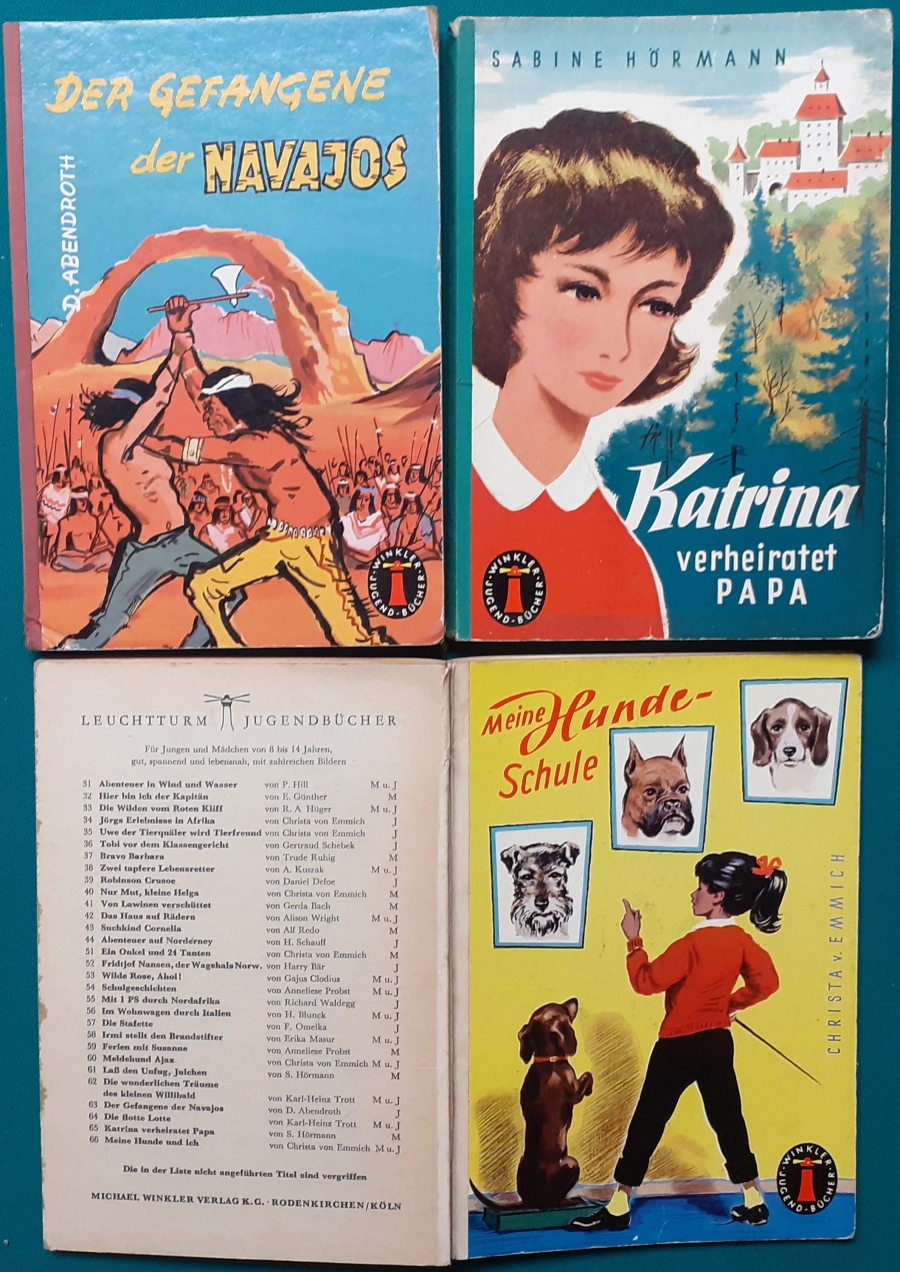 DER GEFANGENE
der NAVAJOS
D. ABENDROTH
WINKLER
JUGEND-BÜCHER
SABINE HÖRMANN
Katrina
verheiratet
PAPA
WINKLER
JUGEND-BÜCHER
LEUCHTTURM JUGENDBÜCHER
Für Jungen und Mädchen von 8 bis 14 Jahren,
gut, spannend und lebensnah, mit zahlreichen Bildern
31 Abenteuer in Wind und Wasser von P. Hill M u. J
32 Hier bin ich der Kapitän von E. Günther M
33 Die Wilden vom Roten Kliff von R. A Hüger M u. J
34 Jörgs Erlebnisse in Afrika von Christa von Emmich J
35 Uwe der Tierquäler wird Tierfreund von Christa von Emmich J
36 Tobi vor dem Klassengericht von Gertraud Schebek J
37 Bravo Barbara von Trude Ruhig M
38 Zwei tapfere Lebensretter von A. Kuszak M u. J
39 Robinson Crusoe von Daniel Defoe J
40 Nur Mut, kleine Helga von Christa von Emmich M
41 Von Lawinen verschüttet von Gerda Bach M
42 Das Haus auf Rädern von Alison Wright M u. J
43 Suchkind Cornelia von Alf Redo M
44 Abenteuer auf Norderney von H. Schauff J
51 Ein Onkel und 24 Tanten von Christa von Emmich M
52 Fridtjof Nansen, der Wagehals Norw. von Harry Bär J
53 Wilde Rose, Ahoi! von Gajus Clodius M u. J
54 Schulgeschichten von Anneliese Probst M u. J
55 Mit 1 PS durch Nordafrika von Richard Waldegg J
56 Im Wohnwagen durch Italien von H. Blunck M u. J
57 Die Stafette von F. Omelka J
58 Irmi stellt den Brandstifter von Erika Masur M u. J
59 Ferien mit Susanne von Anneliese Probst M
60 Meldehund Ajax von Christa von Emmich M u. J
61 Laß den Unfug, Julchen von S. Hörmann M
62 Die wunderlichen Träume
des kleinen Willibald von Karl-Heinz Trott M u. J
63 Der Gefangene der Navajos von D. Abendroth J
64 Die flotte Lotte von Karl-Heinz Trott M u. J
65 Katrina verheiratet Papa von S. Hörmann M
66 Meine Hunde und ich von Christa von Emmich M u. J
Die in der Liste nicht angeführten Titel sind vergriffen
MICHAEL WINKLER VERLAG K.G. · RODENKIRCHEN/KÖLN
Meine Hunde-
Schule
CHRISTA v. EMMICH
WINKLER
JUGEND-BÜCHER